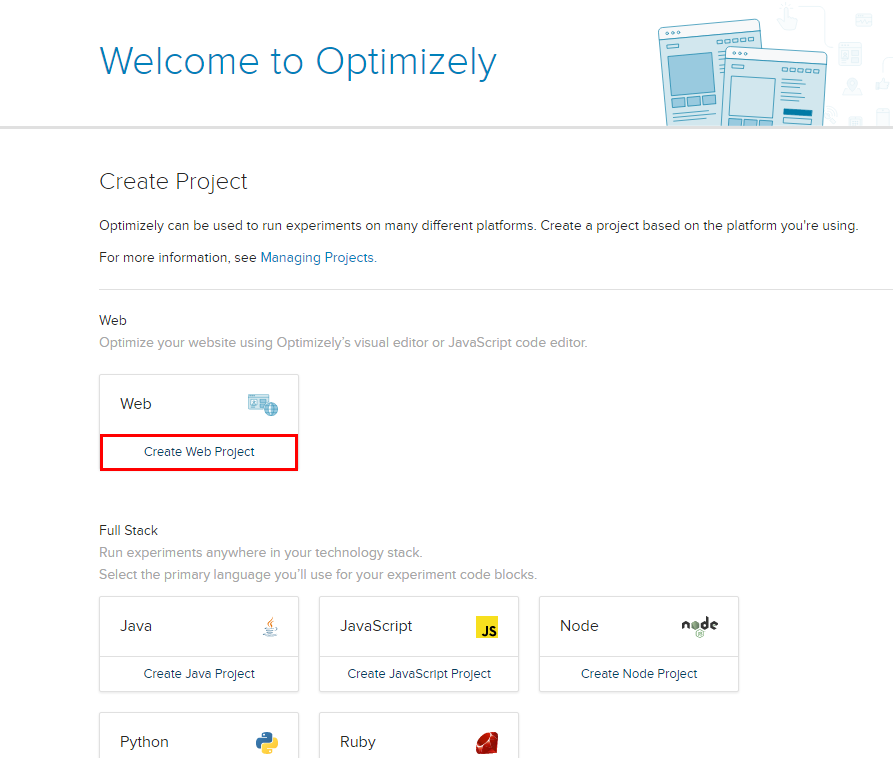 Welcome to Optimizely
Create Project
Optimizely can be used to run experiments on many different platforms. Create a project based on the platform you're using.
For more information, see Managing Projects.
Web
Optimize your website using Optimizely’s visual editor or JavaScript code editor.
Web
Create Web Project
Full Stack
Run experiments anywhere in your technology stack.
Select the primary language you’ll use for your experiment code blocks.
Java
JavaScript JS
Node node JS
Create Java Project
Create JavaScript Project
Create Node Project
Python
Ruby